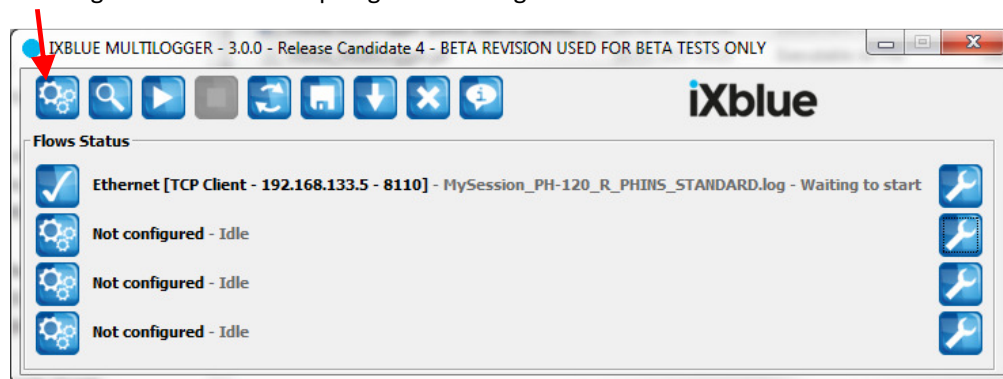 IXBLUE MULTILOGGER - 3.0.0 - Release Candidate 4 - BETA REVISION USED FOR BETA TESTS ONLY
iXblue
Flows Status
Ethernet [TCP Client - 192.168.133.5 - 8110] - MySession_PH-120_R_PHINS_STANDARD.log - Waiting to start
Not configured - Idle
Not configured - Idle
Not configured - Idle